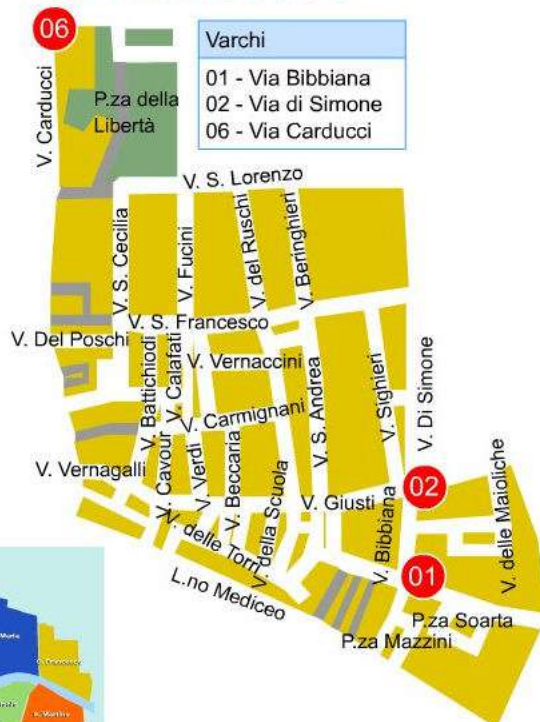 06
Varchi
01 - Via Bibbiana
02 - Via di Simone
06 - Via Carducci
V. Carducci
P.za della
Libertà
V. S. Lorenzo
V. S. Cecilia
V. Fucini
V. del Ruschi
V. Beringhieri
V. S. Francesco
V. Del Poschi
V. Battichiodi
V. Calafati
V. Vernaccini
V. S. Andrea
V. Sighieri
V. Di Simone
V. Carmignani
V. Vernagalli
V. Cavour
V. Verdi
V. Beccaria
V. della Scuola
V. Giusti
02
V. Bibbiana
V. delle Maioliche
V. delle Torri
01
L.no Mediceo
P.za Soarta
P.za Mazzini